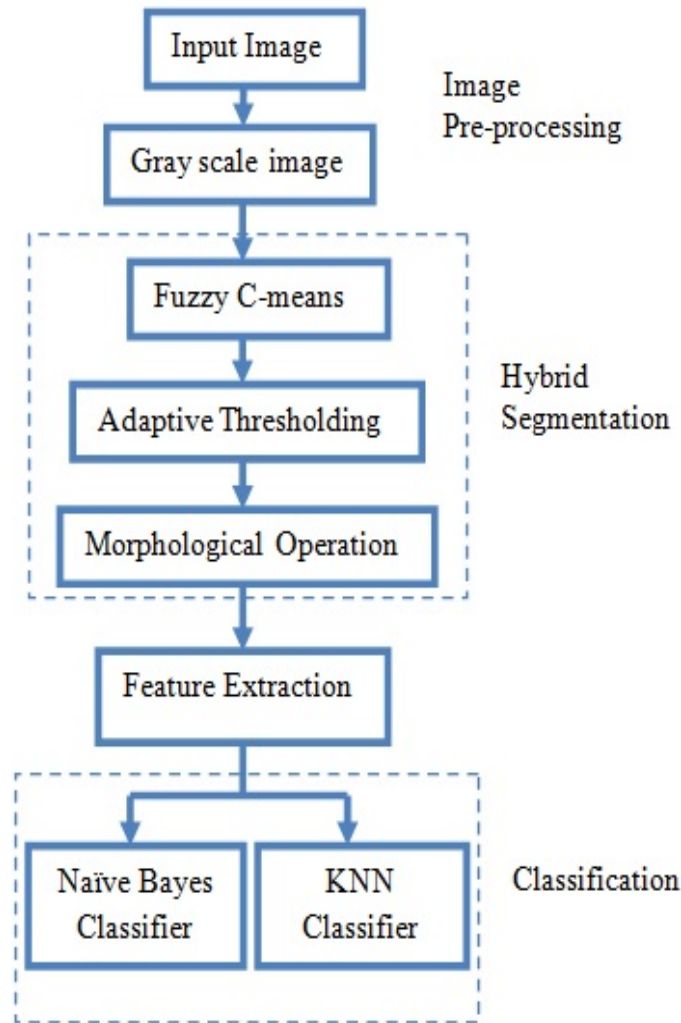 Input Image
Image
Pre-processing
Gray scale image
Fuzzy C-means
Hybrid
Segmentation
Adaptive Thresholding
Morphological Operation
Feature Extraction
Naïve Bayes
Classifier
KNN
Classifier
Classification